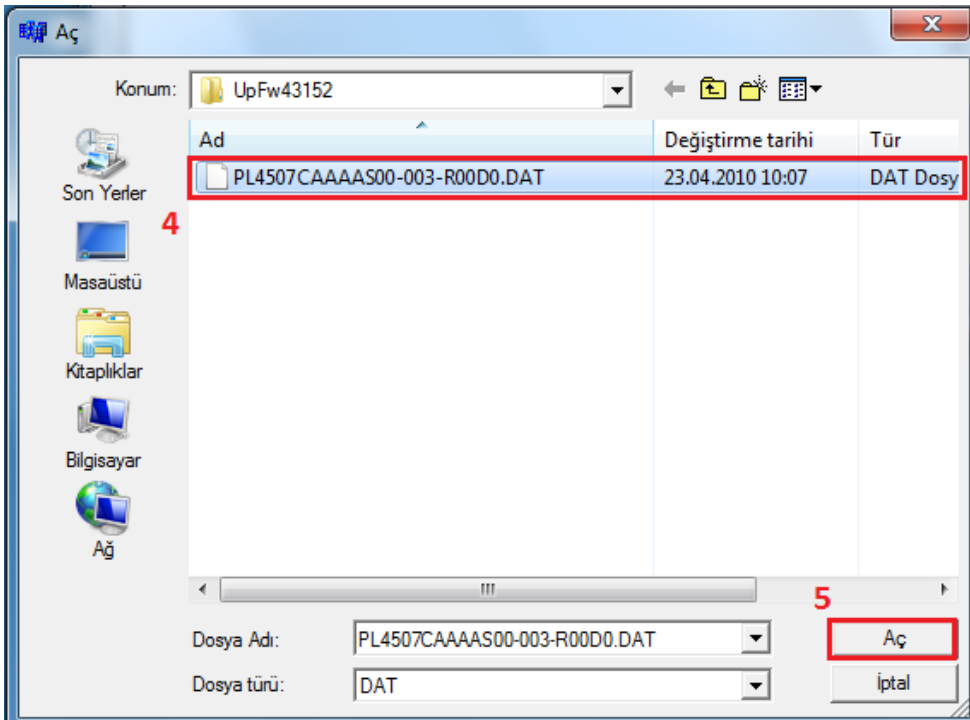 Aç
Konum: UpFw43152
Ad Değiştirme tarihi Tür
PL4507CAAAAS00-003-R00D0.DAT 23.04.2010 10:07 DAT Dosy
Son Yerler
4
Masaüstü
Kitaplıklar
Bilgisayar
Ağ
5
Dosya Adı: PL4507CAAAAS00-003-R00D0.DAT Aç
Dosya türü: DAT İptal